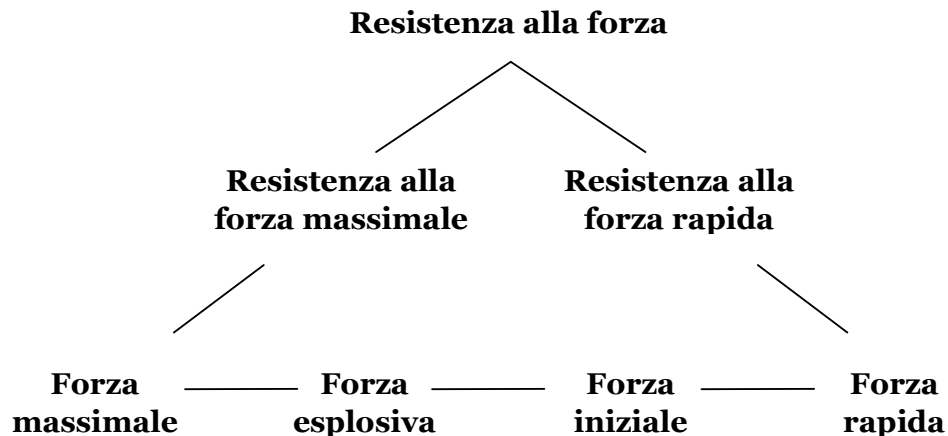 Resistenza alla forza
Resistenza alla Resistenza alla
forza massimale forza rapida
Forza Forza Forza Forza
massimale esplosiva iniziale rapida